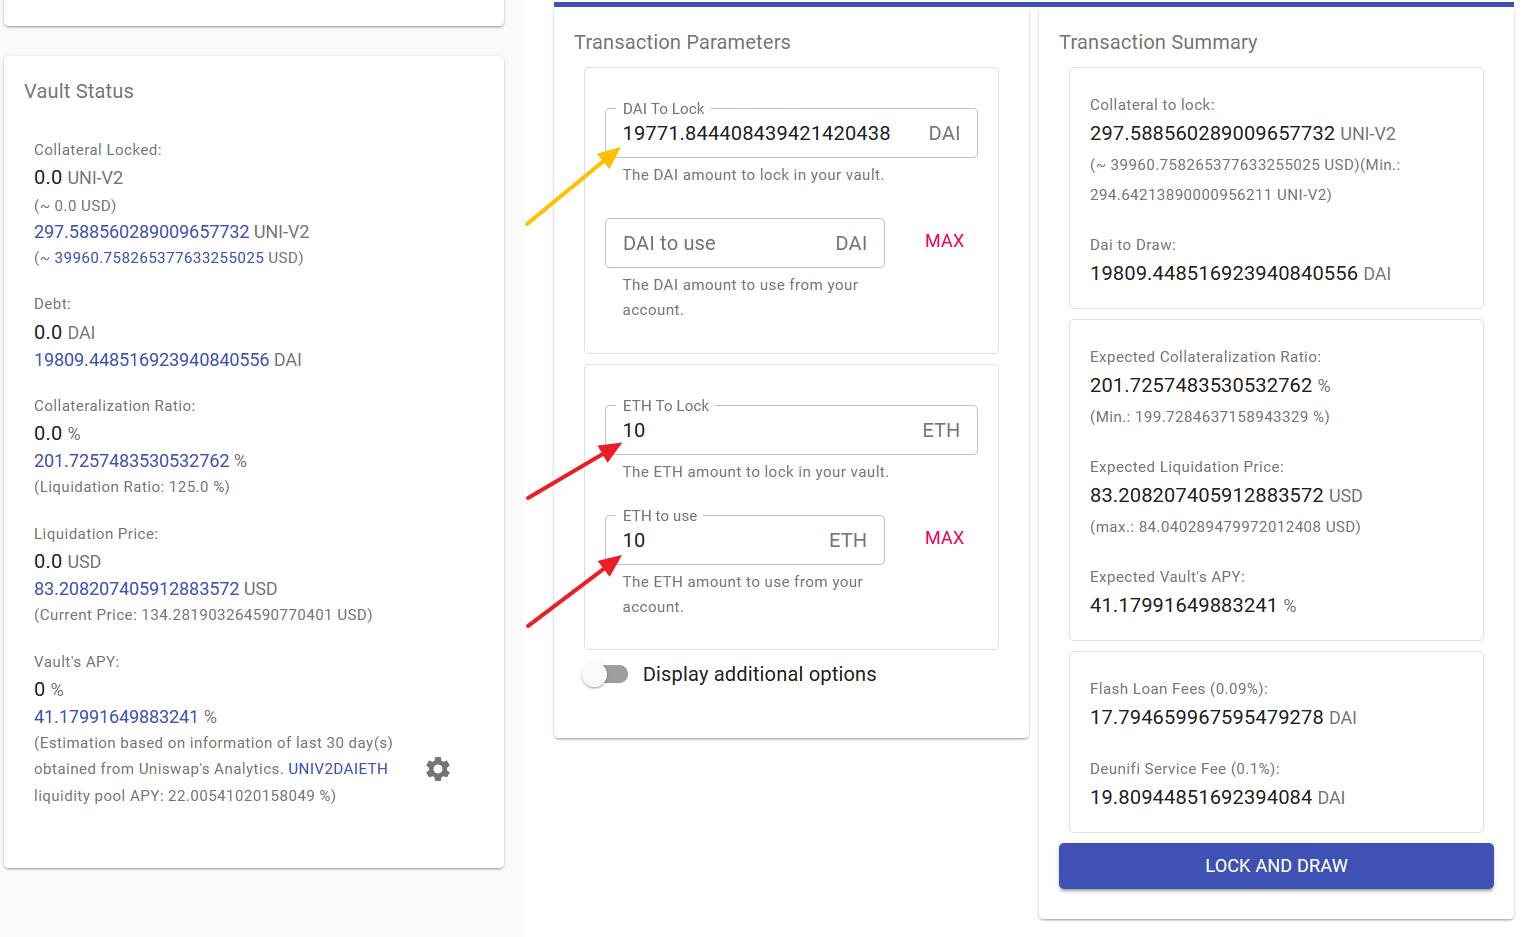 Vault Status
Collateral Locked:
0.0 UNI-V2
(~ 0.0 USD)
297.588560289009657732 UNI-V2
(~ 39960.758265377633255025 USD)
Debt:
0.0 DAI
19809.448516923940840556 DAI
Collateralization Ratio:
0.0 %
201.7257483530532762 %
(Liquidation Ratio: 125.0 %)
Liquidation Price:
0.0 USD
83.208207405912883572 USD
(Current Price: 134.281903264590770401 USD)
Vault's APY:
0 %
41.17991649883241 %
(Estimation based on information of last 30 day(s)
obtained from Uniswap's Analytics. UNIV2DAIETH
liquidity pool APY: 22.00541020158049 %)
Transaction Parameters
DAI To Lock
19771.844408439421420438 DAI
The DAI amount to lock in your vault.
DAI to use DAI MAX
The DAI amount to use from your
account.
ETH To Lock
10 ETH
The ETH amount to lock in your vault.
ETH to use
10 ETH MAX
The ETH amount to use from your
account.
Display additional options
Transaction Summary
Collateral to lock:
297.588560289009657732 UNI-V2
(~ 39960.758265377633255025 USD)(Min.:
294.64213890000956211 UNI-V2)
Dai to Draw:
19809.448516923940840556 DAI
Expected Collateralization Ratio:
201.7257483530532762 %
(Min.: 199.7284637158943329 %)
Expected Liquidation Price:
83.208207405912883572 USD
(max.: 84.040289479972012408 USD)
Expected Vault's APY:
41.17991649883241 %
Flash Loan Fees (0.09%):
17.794659967595479278 DAI
Deunifi Service Fee (0.1%):
19.80944851692394084 DAI
LOCK AND DRAW